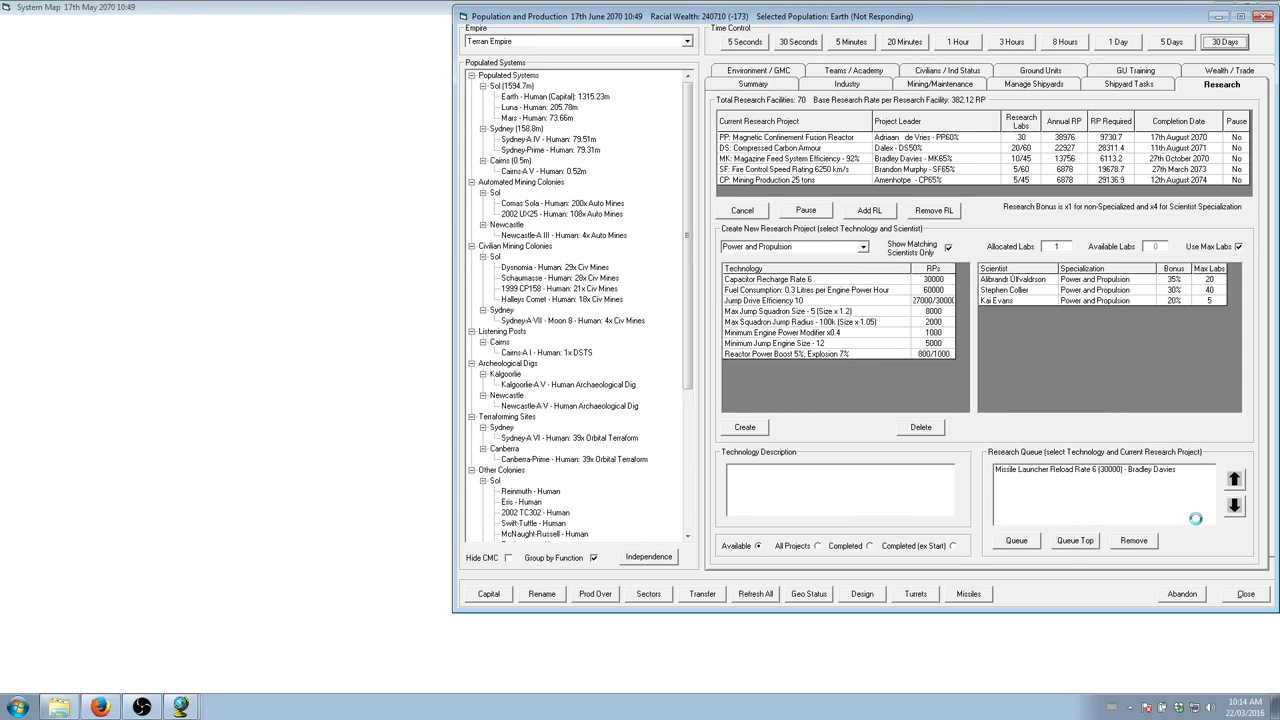 System Map 17th May 2070 10:49
Population and Production 17th June 2070 10:49 Racial Wealth: 240710 (-173) Selected Population: Earth (Not Responding)
Empire
Terran Empire
Time Control
5 Seconds 30 Seconds 5 Minutes 20 Minutes 1 Hour 3 Hours 8 Hours 1 Day 5 Days 30 Days
Populated Systems
Populated Systems
Sol (1594.7m)
Earth - Human (Capital): 1315.23m
Luna - Human: 205.78m
Mars - Human: 73.66m
Sydney (158.8m)
Sydney-A IV - Human: 79.51m
Sydney-Prime - Human: 79.31m
Cairns (0.5m)
Cairns-A V - Human: 0.52m
Automated Mining Colonies
Sol
Comas Sola - Human: 200x Auto Mines
2002 UX25 - Human: 108x Auto Mines
Newcastle
Newcastle-A III - Human: 4x Auto Mines
Civilian Mining Colonies
Sol
Dysnomia - Human: 29x Civ Mines
Schaumasse - Human: 28x Civ Mines
1999 CP158 - Human: 21x Civ Mines
Halleys Comet - Human: 18x Civ Mines
Sydney
Sydney-A VII - Moon 8 - Human: 4x Civ Mines
Listening Posts
Cairns
Cairns-A I - Human: 1x DSTS
Archeological Digs
Kalgoorlie
Kalgoorlie-A V - Human Archaeological Dig
Newcastle
Newcastle-A V - Human Archaeological Dig
Terraforming Sites
Sydney
Sydney-A VI - Human: 39x Orbital Terraform
Canberra
Canberra-Prime - Human: 39x Orbital Terraform
Other Colonies
Sol
Reinmuth - Human
Eris - Human
2002 TC302 - Human
Swift-Tuttle - Human
McNaught-Russell - Human
Hide CMC Group by Function Independence
Environment / GMC Teams / Academy Civilians / Ind Status Ground Units GU Training Wealth / Trade
Summary Industry Mining/Maintenance Manage Shipyards Shipyard Tasks Research
Total Research Facilities: 70 Base Research Rate per Research Facility: 382.12 RP
Current Research Project Project Leader Research Labs Annual RP RP Required Completion Date Pause
PP: Magnetic Confinement Fusion Reactor Adriaan de Vries - PP60% 30 38976 9730.7 17th August 2070 No
DS: Compressed Carbon Armour Dalex - DS50% 20/60 22927 28311.4 17th August 2071 No
MK: Magazine Feed System Efficiency - 92% Bradley Davies - MK65% 10/45 13756 6113.2 27th October 2070 No
SF: Fire Control Speed Rating 6250 km/s Brandon Murphy - SF65% 5/60 6878 19678.7 27th March 2073 No
CP: Mining Production 25 tons Amenhotpe - CP65% 5/45 6878 29136.9 12th August 2074 No
Cancel Pause Add RL Remove RL Research Bonus is x1 for non-Specialized and x4 for Scientist Specialization
Create New Research Project (select Technology and Scientist)
Power and Propulsion Show Matching Scientists Only Allocated Labs 1 Available Labs 0 Use Max Labs
Technology RPs
Capacitor Recharge Rate 6 30000
Fuel Consumption: 0.3 Litres per Engine Power Hour 60000
Jump Drive Efficiency 10 27000/3000
Max Jump Squadron Size - 5 (Size x1.2) 8000
Max Squadron Jump Radius - 100k (Size x1.05) 2000
Minimum Engine Power Modifier x0.4 1000
Minimum Jump Engine Size - 12 5000
Reactor Power Boost 5%, Explosion 7% 800/1000
Scientist Specialization Bonus Max Labs
Alibrandr Úlfvaldrson Power and Propulsion 35% 20
Stephen Collier Power and Propulsion 30% 40
Kai Evans Power and Propulsion 20% 5
Create Delete
Technology Description
Research Queue (select Technology and Current Research Project)
Missile Launcher Reload Rate 6 (30000) - Bradley Davies
Available All Projects Completed Completed (ex Start)
Queue Queue Top Remove
Capital Rename Prod Over Sectors Transfer Refresh All Geo Status Design Turrets Missiles Abandon Close
10:14 AM
22/03/2016